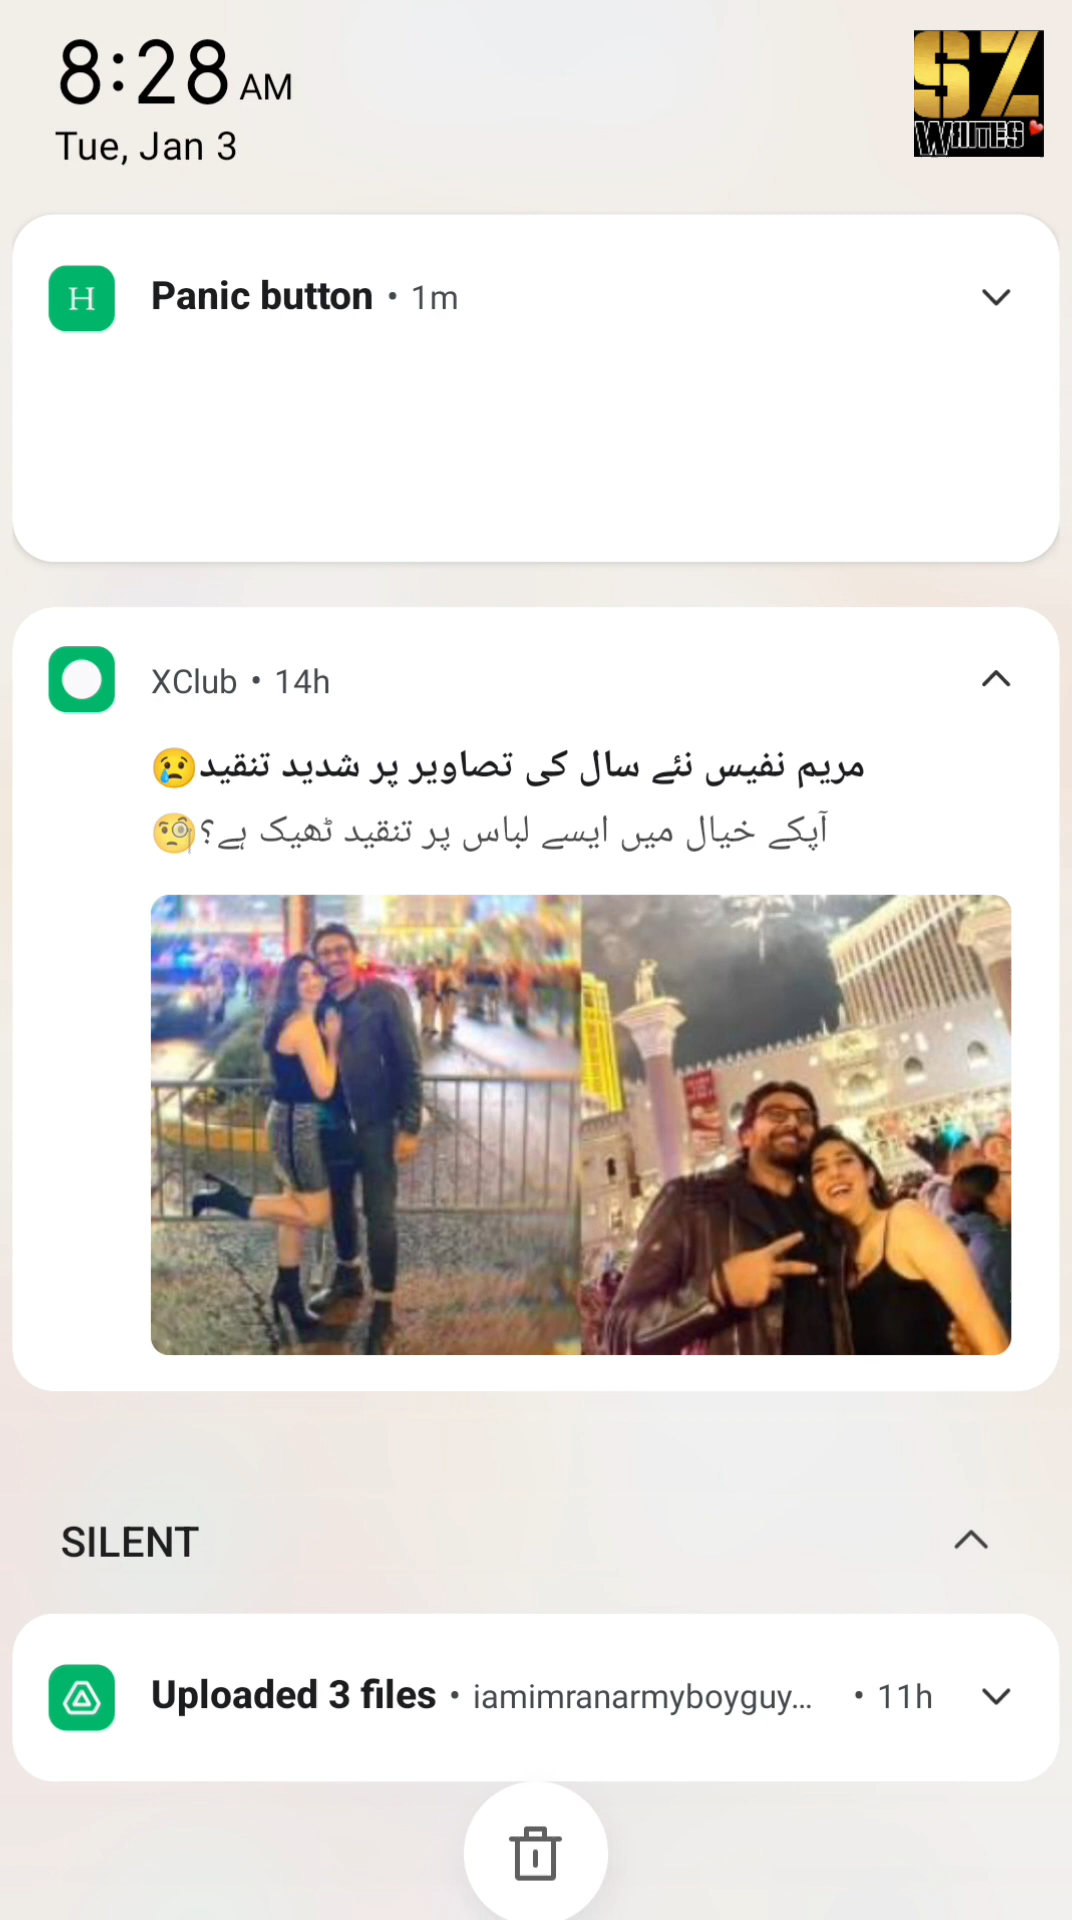 8:28 AM
Tue, Jan 3
SZ
WRITES
H
Panic button • 1m
XClub • 14h
مریم نفیس نئے سال کی تصاویر پر شدید تنقید😢
آپکے خیال میں ایسے لباس پر تنقید ٹھیک ہے؟🧐
SILENT
Uploaded 3 files • iamimranarmyboyguy... • 11h